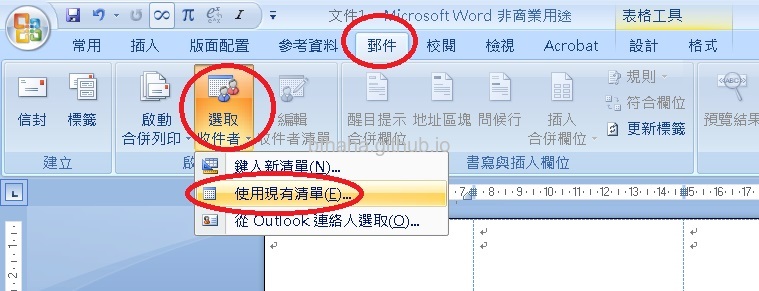 文件1 - Microsoft Word 非商業用途
表格工具
常用 插入 版面配置 參考資料 郵件 校閱 檢視 Acrobat 設計 格式
信封 標籤 啟動合併列印 選取收件者 編輯收件者清單 醒目提示合併欄位 地址區塊 問候行 插入合併欄位 規則 預覽結果
符合欄位
更新標籤
建立 啟 書寫與插入欄位
github.io
鍵入新清單(N)...
使用現有清單(E)...
從 Outlook 連絡人選取(O)...
7 8 9 10 11 12 13 14 15 16 17
L
1 2